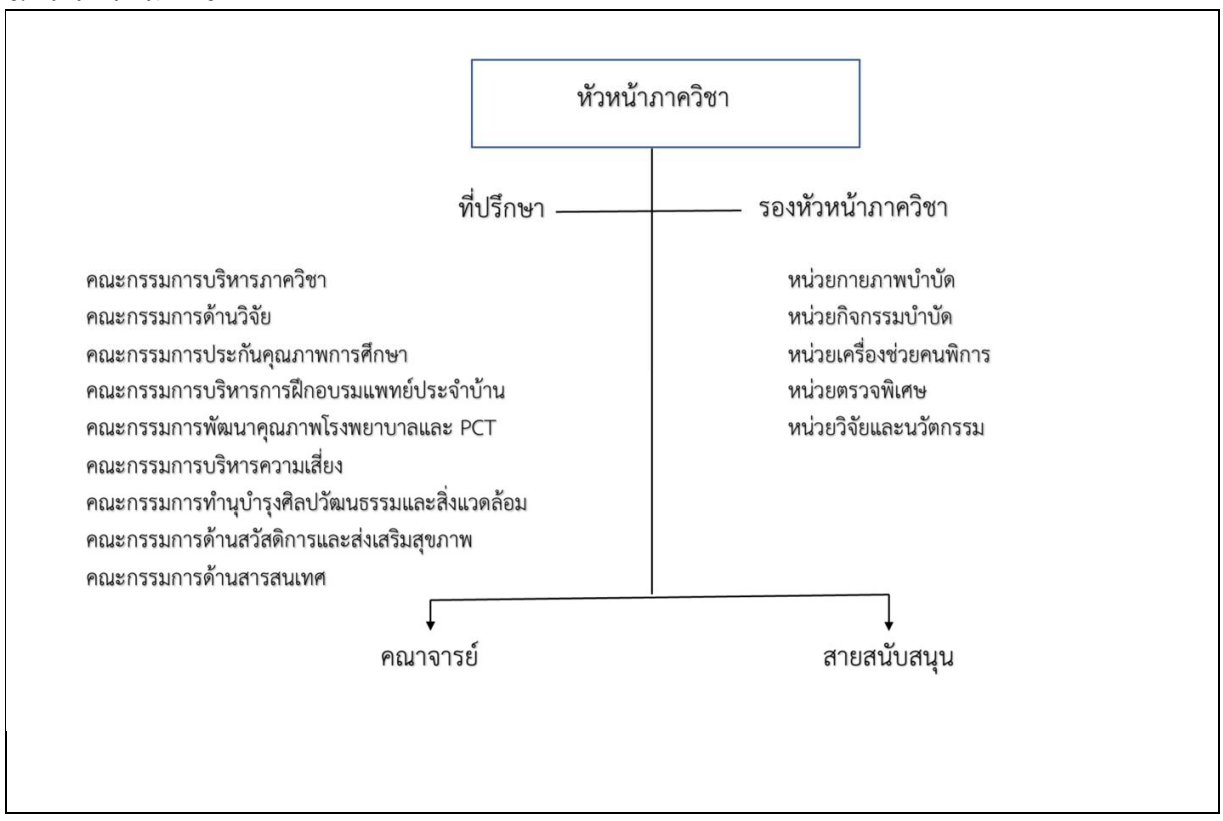 หัวหน้าภาควิชา
ที่ปรึกษา
รองหัวหน้าภาควิชา
คณะกรรมการบริหารภาควิชา
คณะกรรมการด้านวิจัย
คณะกรรมการประกันคุณภาพการศึกษา
คณะกรรมการบริหารการฝึกอบรมแพทย์ประจำบ้าน
คณะกรรมการพัฒนาคุณภาพโรงพยาบาลและ PCT
คณะกรรมการบริหารความเสี่ยง
คณะกรรมการทำนุบำรุงศิลปวัฒนธรรมและสิ่งแวดล้อม
คณะกรรมการด้านสวัสดิการและส่งเสริมสุขภาพ
คณะกรรมการด้านสารสนเทศ
หน่วยกายภาพบำบัด
หน่วยกิจกรรมบำบัด
หน่วยเครื่องช่วยคนพิการ
หน่วยตรวจพิเศษ
หน่วยวิจัยและนวัตกรรม
คณาจารย์
สายสนับสนุน